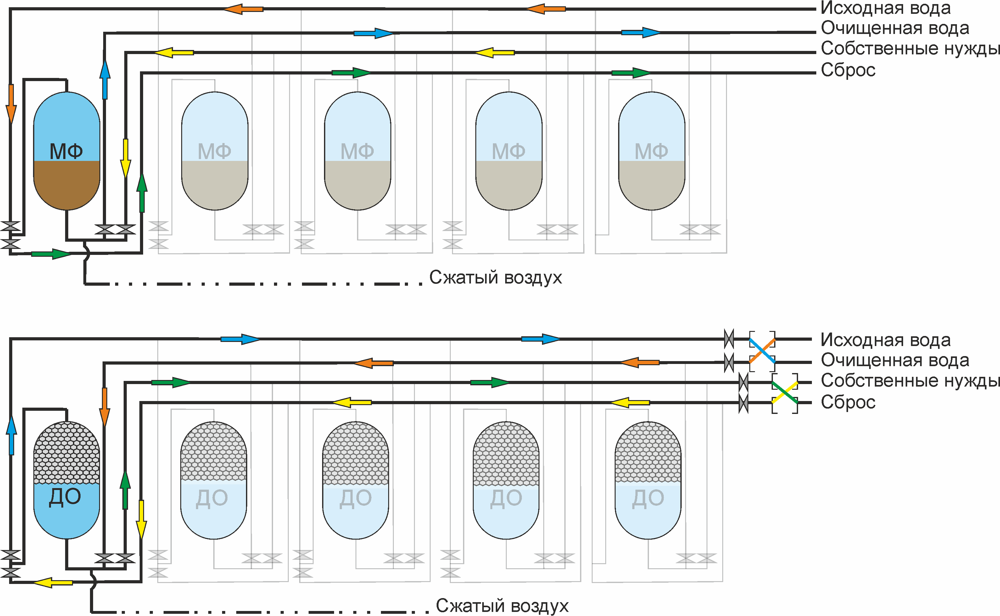 Исходная вода
Очищенная вода
Собственные нужды
Сброс
МФ
МФ
МФ
МФ
МФ
Сжатый воздух
Исходная вода
Очищенная вода
Собственные нужды
Сброс
ДО
ДО
ДО
ДО
ДО
Сжатый воздух